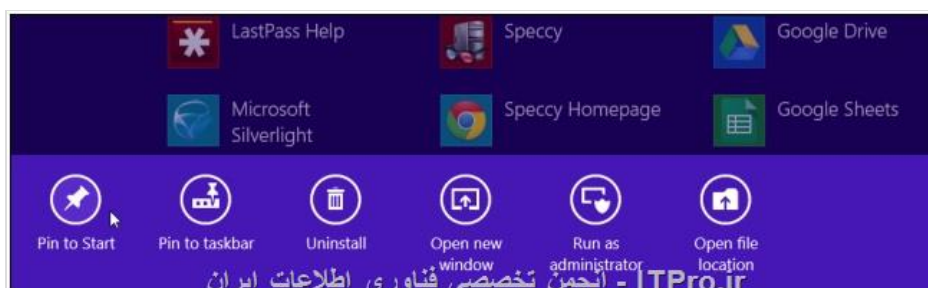 LastPass Help
Speccy
Google Drive
Microsoft
Silverlight
Speccy Homepage
Google Sheets
Pin to Start
Pin to taskbar
Uninstall
Open new
window
Run as
administrator
Open file
location
ITPro.ir - انجمن تخصصی فناوری اطلاعات ایران